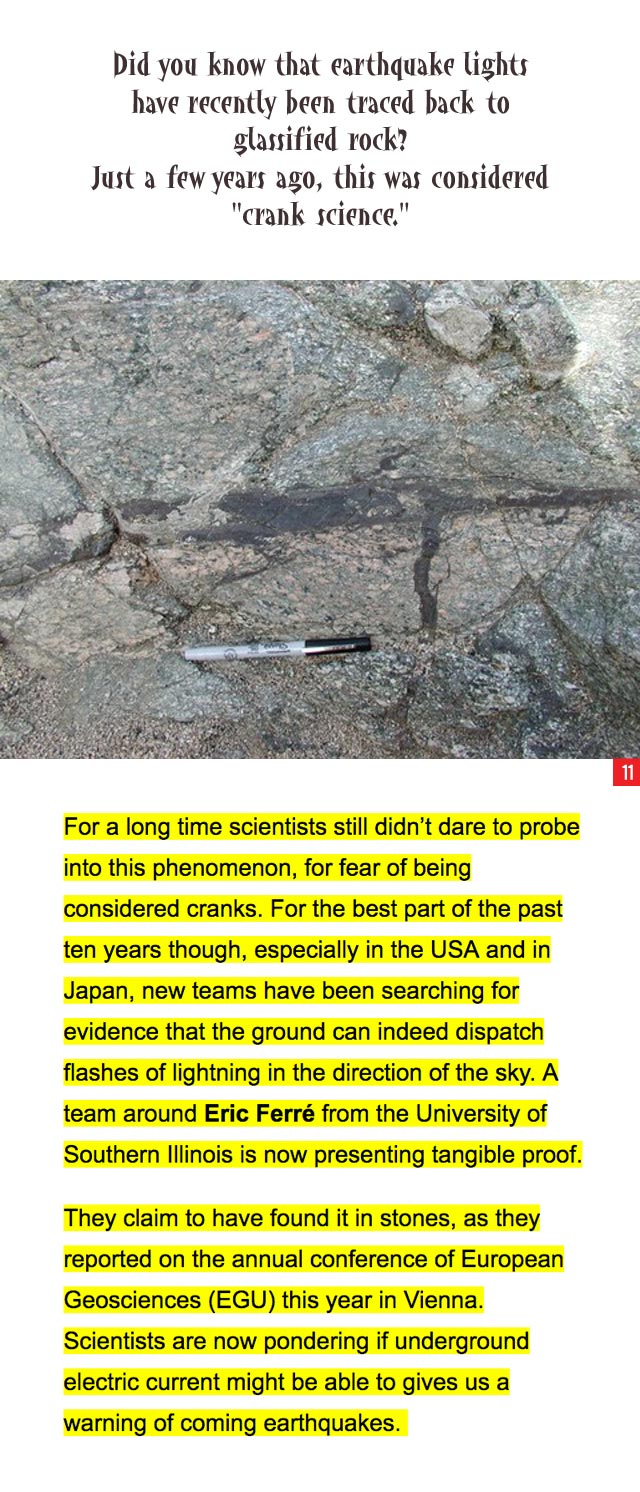 Did you know that earthquake lights
have recently been traced back to
glassified rock?
Just a few years ago, this was considered
"crank science."
11
For a long time scientists still didn’t dare to probe
into this phenomenon, for fear of being
considered cranks. For the best part of the past
ten years though, especially in the USA and in
Japan, new teams have been searching for
evidence that the ground can indeed dispatch
flashes of lightning in the direction of the sky. A
team around Eric Ferré from the University of
Southern Illinois is now presenting tangible proof.
They claim to have found it in stones, as they
reported on the annual conference of European
Geosciences (EGU) this year in Vienna.
Scientists are now pondering if underground
electric current might be able to gives us a
warning of coming earthquakes.